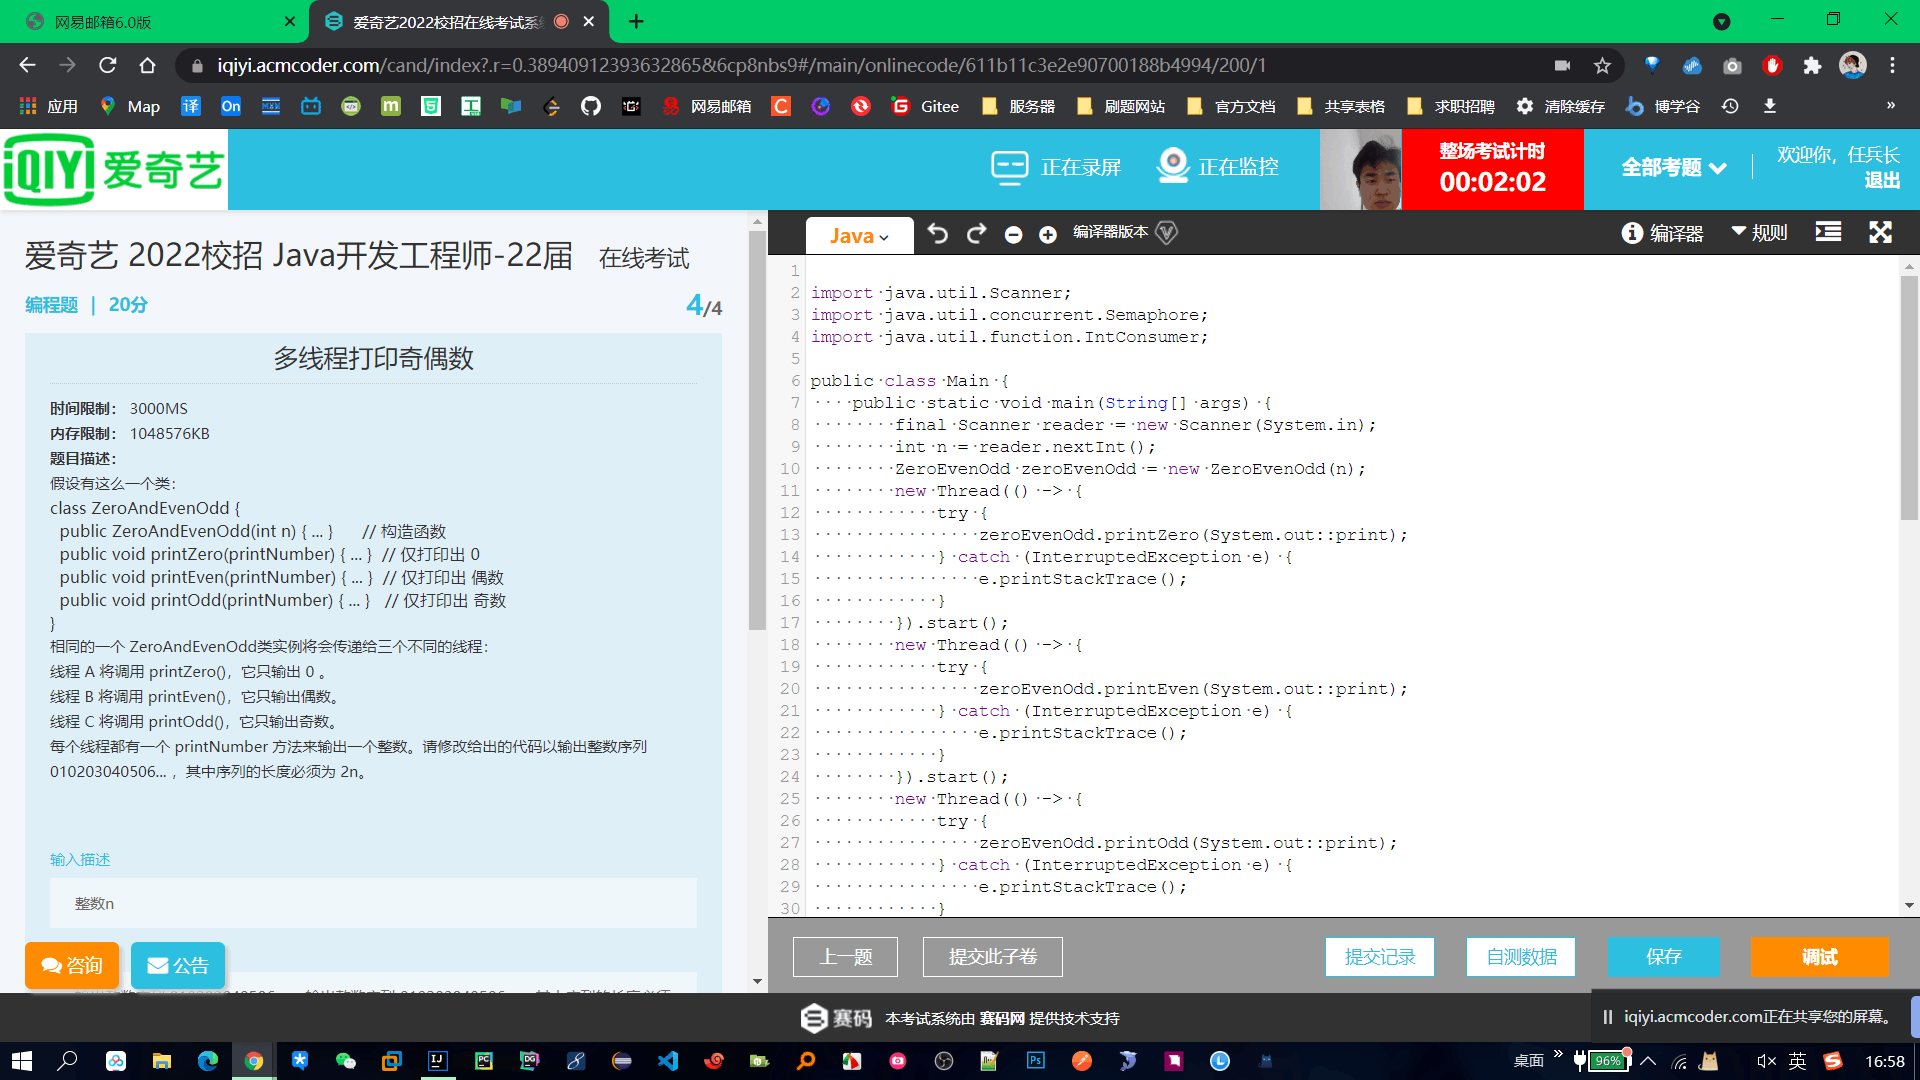 网易邮箱6.0版
爱奇艺2022校招在线考试系统
iqiyi.acmcoder.com/cand/index?.r=0.38940912393632865&6cp8nbs9#/main/onlinecode/611b11c3e2e90700188b4994/200/1
应用 Map 译 On 网易邮箱 Gitee 服务器 刷题网站 官方文档 共享表格 求职招聘 清除缓存 博学谷 »
iQIYI 爱奇艺
正在录屏
正在监控
整场考试计时
00:02:02
全部考题
欢迎你，任兵长
退出
爱奇艺 2022校招 Java开发工程师-22届 在线考试
编程题 | 20分
4/4
多线程打印奇偶数
时间限制： 3000MS
内存限制： 1048576KB
题目描述：
假设有这么一个类：
class ZeroAndEvenOdd {
public ZeroAndEvenOdd(int n) { ... } // 构造函数
public void printZero(printNumber) { ... } // 仅打印出 0
public void printEven(printNumber) { ... } // 仅打印出 偶数
public void printOdd(printNumber) { ... } // 仅打印出 奇数
}
相同的一个 ZeroAndEvenOdd类实例将会传递给三个不同的线程：
线程 A 将调用 printZero()，它只输出 0 。
线程 B 将调用 printEven()，它只输出偶数。
线程 C 将调用 printOdd()，它只输出奇数。
每个线程都有一个 printNumber 方法来输出一个整数。请修改给出的代码以输出整数序列
010203040506... ，其中序列的长度必须为 2n。
输入描述
整数n
咨询
公告
Java
编译器版本
编译器
规则
1
2 import java.util.Scanner;
3 import java.util.concurrent.Semaphore;
4 import java.util.function.IntConsumer;
5
6 public class Main {
7 public static void main(String[] args) {
8 final Scanner reader = new Scanner(System.in);
9 int n = reader.nextInt();
10 ZeroEvenOdd zeroEvenOdd = new ZeroEvenOdd(n);
11 new Thread(() -> {
12 try {
13 zeroEvenOdd.printZero(System.out::print);
14 } catch (InterruptedException e) {
15 e.printStackTrace();
16 }
17 }).start();
18 new Thread(() -> {
19 try {
20 zeroEvenOdd.printEven(System.out::print);
21 } catch (InterruptedException e) {
22 e.printStackTrace();
23 }
24 }).start();
25 new Thread(() -> {
26 try {
27 zeroEvenOdd.printOdd(System.out::print);
28 } catch (InterruptedException e) {
29 e.printStackTrace();
30 }
上一题
提交此子卷
提交记录
自测数据
保存
调试
赛码 本考试系统由 赛码网 提供技术支持
iqiyi.acmcoder.com正在共享您的屏幕。
桌面 » 96% 英 16:58